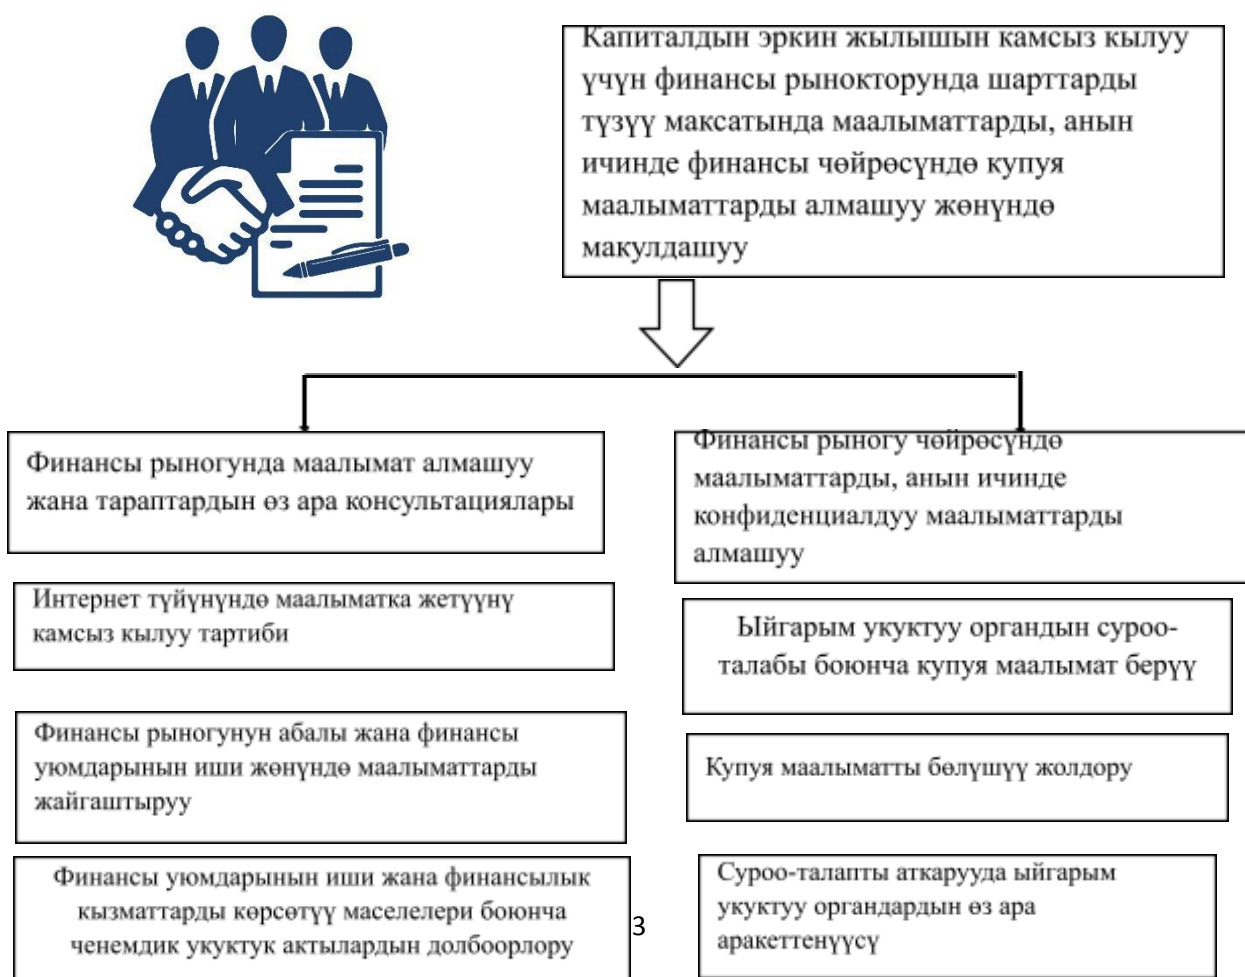 Капиталдын эркин жылышын камсыз кылуу
үчүн финансы рынокторунда шарттарды
түзүү максатында маалыматтарды, анын
ичинде финансы чөйрөсүндө купуя
маалыматтарды алмашуу жөнүндө
макулдашуу
Финансы рыногунда маалымат алмашуу
жана тараптардын өз ара консультациялары
Интернет түйүнүндө маалыматка жетүүнү
камсыз кылуу тартиби
Финансы рыногунун абалы жана финансы
уюмдарынын иши жөнүндө маалыматтарды
жайгаштыруу
Финансы уюмдарынын иши жана финансылык
кызматтарды көрсөтүү маселелери боюнча
ченемдик укуктук актылардын долбоорлору
Финансы рыногу чөйрөсүндө
маалыматтарды, анын ичинде
конфиденциалдуу маалыматтарды
алмашуу
Ыйгарым укуктуу органдын суроо-
талабы боюнча купуя маалымат берүү
Купуя маалыматты бөлүшүү жолдору
Суроо-талапты аткарууда ыйгарым
укуктуу органдардын өз ара
аракеттенүүсү
3